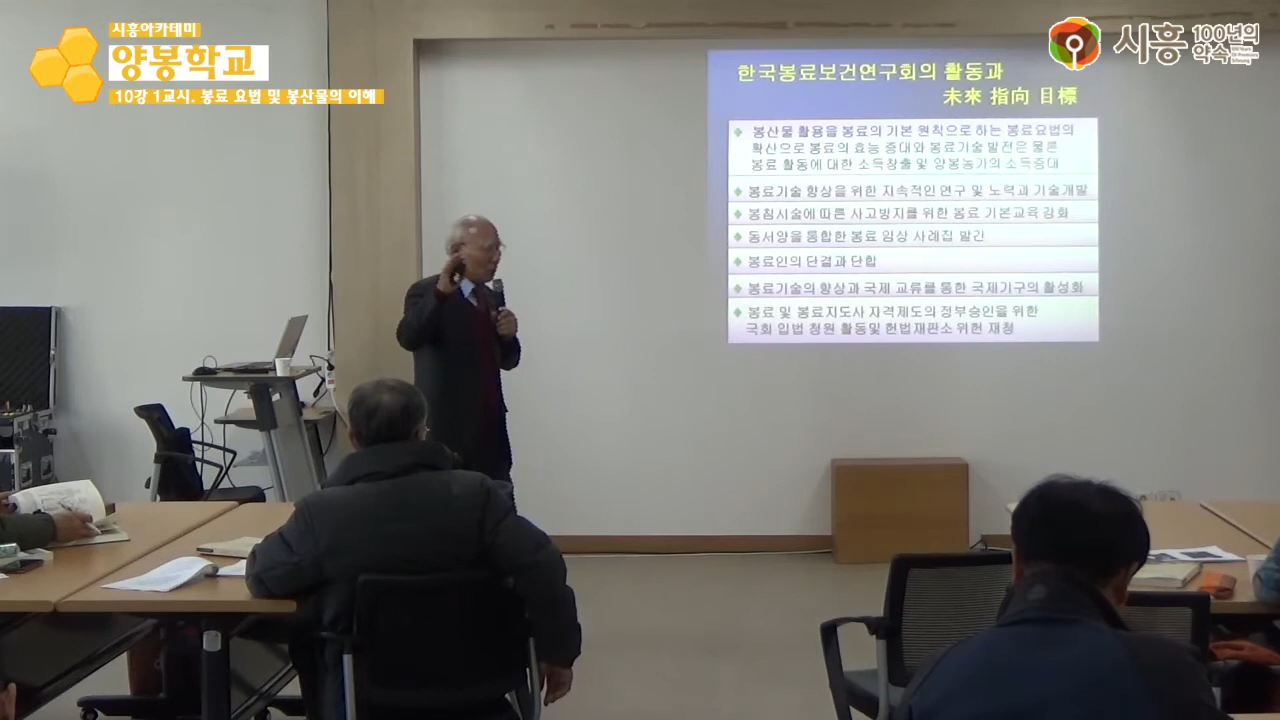 시흥아카데미
양봉학교
10강 1교시. 봉료 요법 및 봉산물의 이해
시흥 100년의 약속
한국봉료보건연구회의 활동과
未來 指向 目標
봉산물 활용을 봉료의 기본 원칙으로 하는 봉료요법의
확산으로 봉료의 효능 증대와 봉료기술 발전은 물론
봉료 활동에 대한 소득창출 및 양봉농가의 소득증대
봉료기술 향상을 위한 지속적인 연구 및 노력과 기술개발
봉침시술에 따른 사고방지를 위한 봉료 기본교육 강화
동서양을 통합한 봉료 임상 사례집 발간
봉료인의 단결과 단합
봉료기술의 향상과 국제 교류를 통한 국제기구의 활성화
봉료 및 봉료지도사 자격제도의 정부승인을 위한
국회 입법 청원 활동및 헌법재판소 위헌 재청